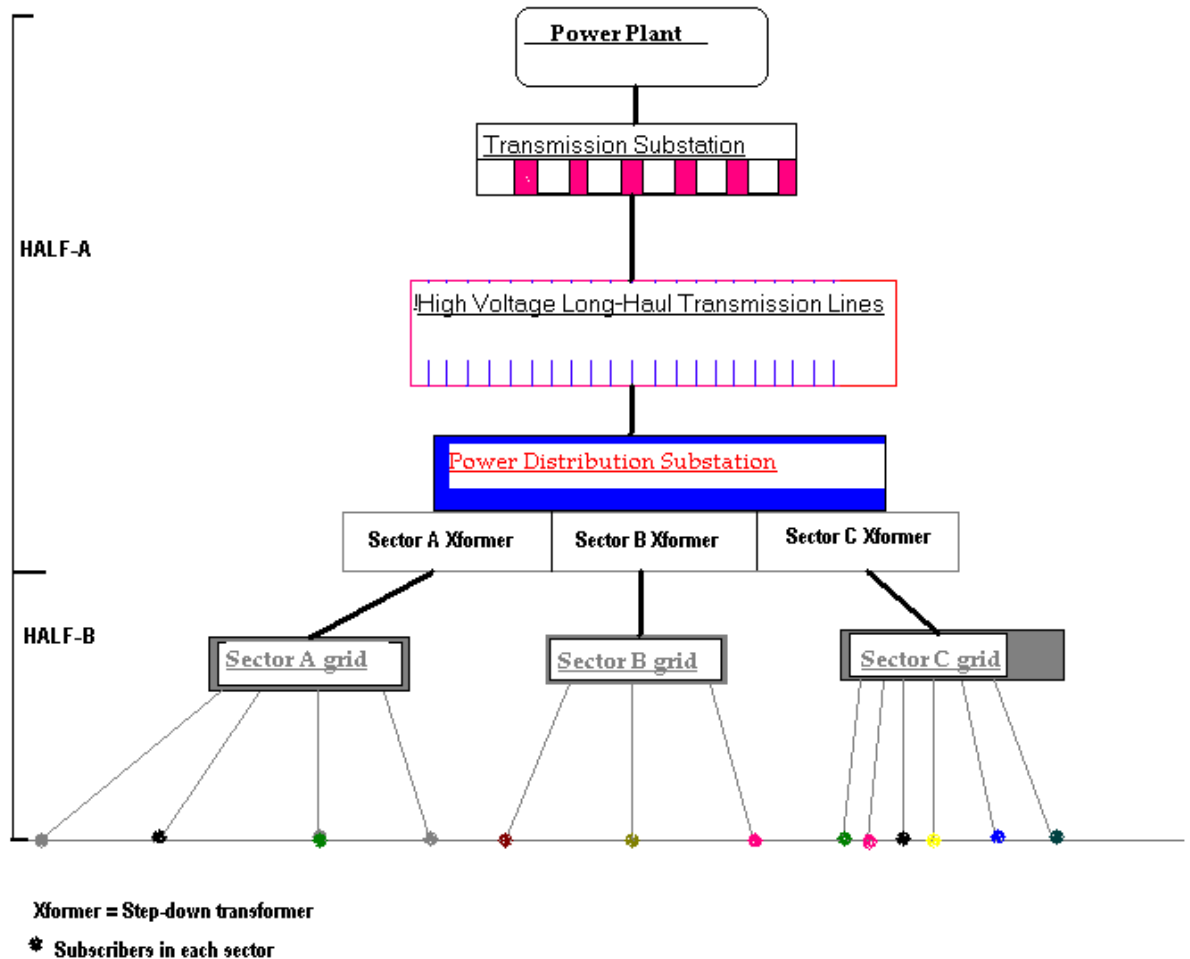 Power Plant
Transmission Substation
HALF-A
!High Voltage Long-Haul Transmission Lines
Power Distribution Substation
Sector A Xformer
Sector B Xformer
Sector C Xformer
HALF-B
Sector A grid
Sector B grid
Sector C grid
Xformer = Step-down transformer
* Subscribers in each sector